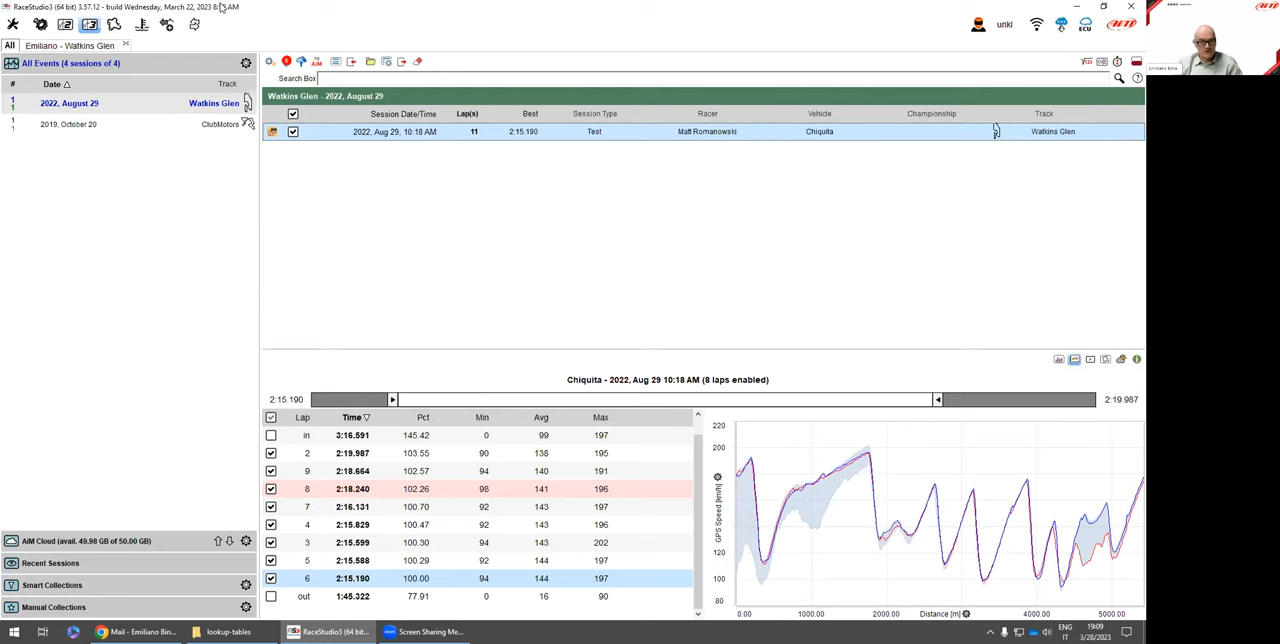 RaceStudio3 (64 bit) 3.57.12 - build Wednesday, March 22, 2023 8: AM
2 3 unkl ECU AiM
All Emiliano - Watkins Glen
All Events (4 sessions of 4)
# Date Track
1 1 2022, August 29 Watkins Glen
1 1 2019, October 20 ClubMotors
Search Box
Watkins Glen - 2022, August 29
Session Date/Time Lap(s) Best Session Type Racer Vehicle Championship Track
2022, Aug 29, 10:18 AM 11 2:15.190 Test Matt Romanowski Chiquita Watkins Glen
Chiquita - 2022, Aug 29 10:18 AM (8 laps enabled)
2:15.190 2:19.987
Lap Time Pct Min Avg Max
in 3:16.591 145.42 0 99 197
2 2:19.987 103.55 90 138 195
9 2:18.664 102.57 94 140 191
8 2:18.240 102.26 98 141 196
7 2:16.131 100.70 92 143 197
4 2:15.829 100.47 92 143 196
3 2:15.599 100.30 92 143 202
5 2:15.588 100.29 92 144 197
6 2:15.190 100.00 94 144 197
out 1:45.322 77.91 0 16 90
220
200
160
120
100
80
GPS Speed [km/h]
0.00 1000.00 2000.00 Distance [m] 4000.00 5000.00
AiM Cloud (avail. 49.98 GB of 50.00 GB)
Recent Sessions
Smart Collections
Manual Collections
Mail - Emiliano Bin... lookup-tables RaceStudio3 (64 bit... Screen Sharing Me...
ENG
IT
19:09
3/28/2023